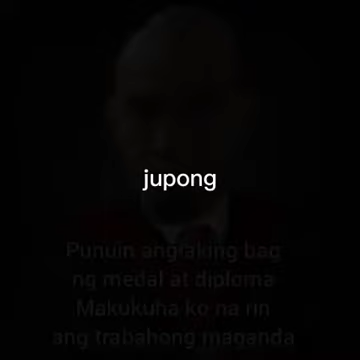 jupong
Punuin ang aking bag
ng medal at diploma
Makukuha ko na rin
ang trabahong maganda